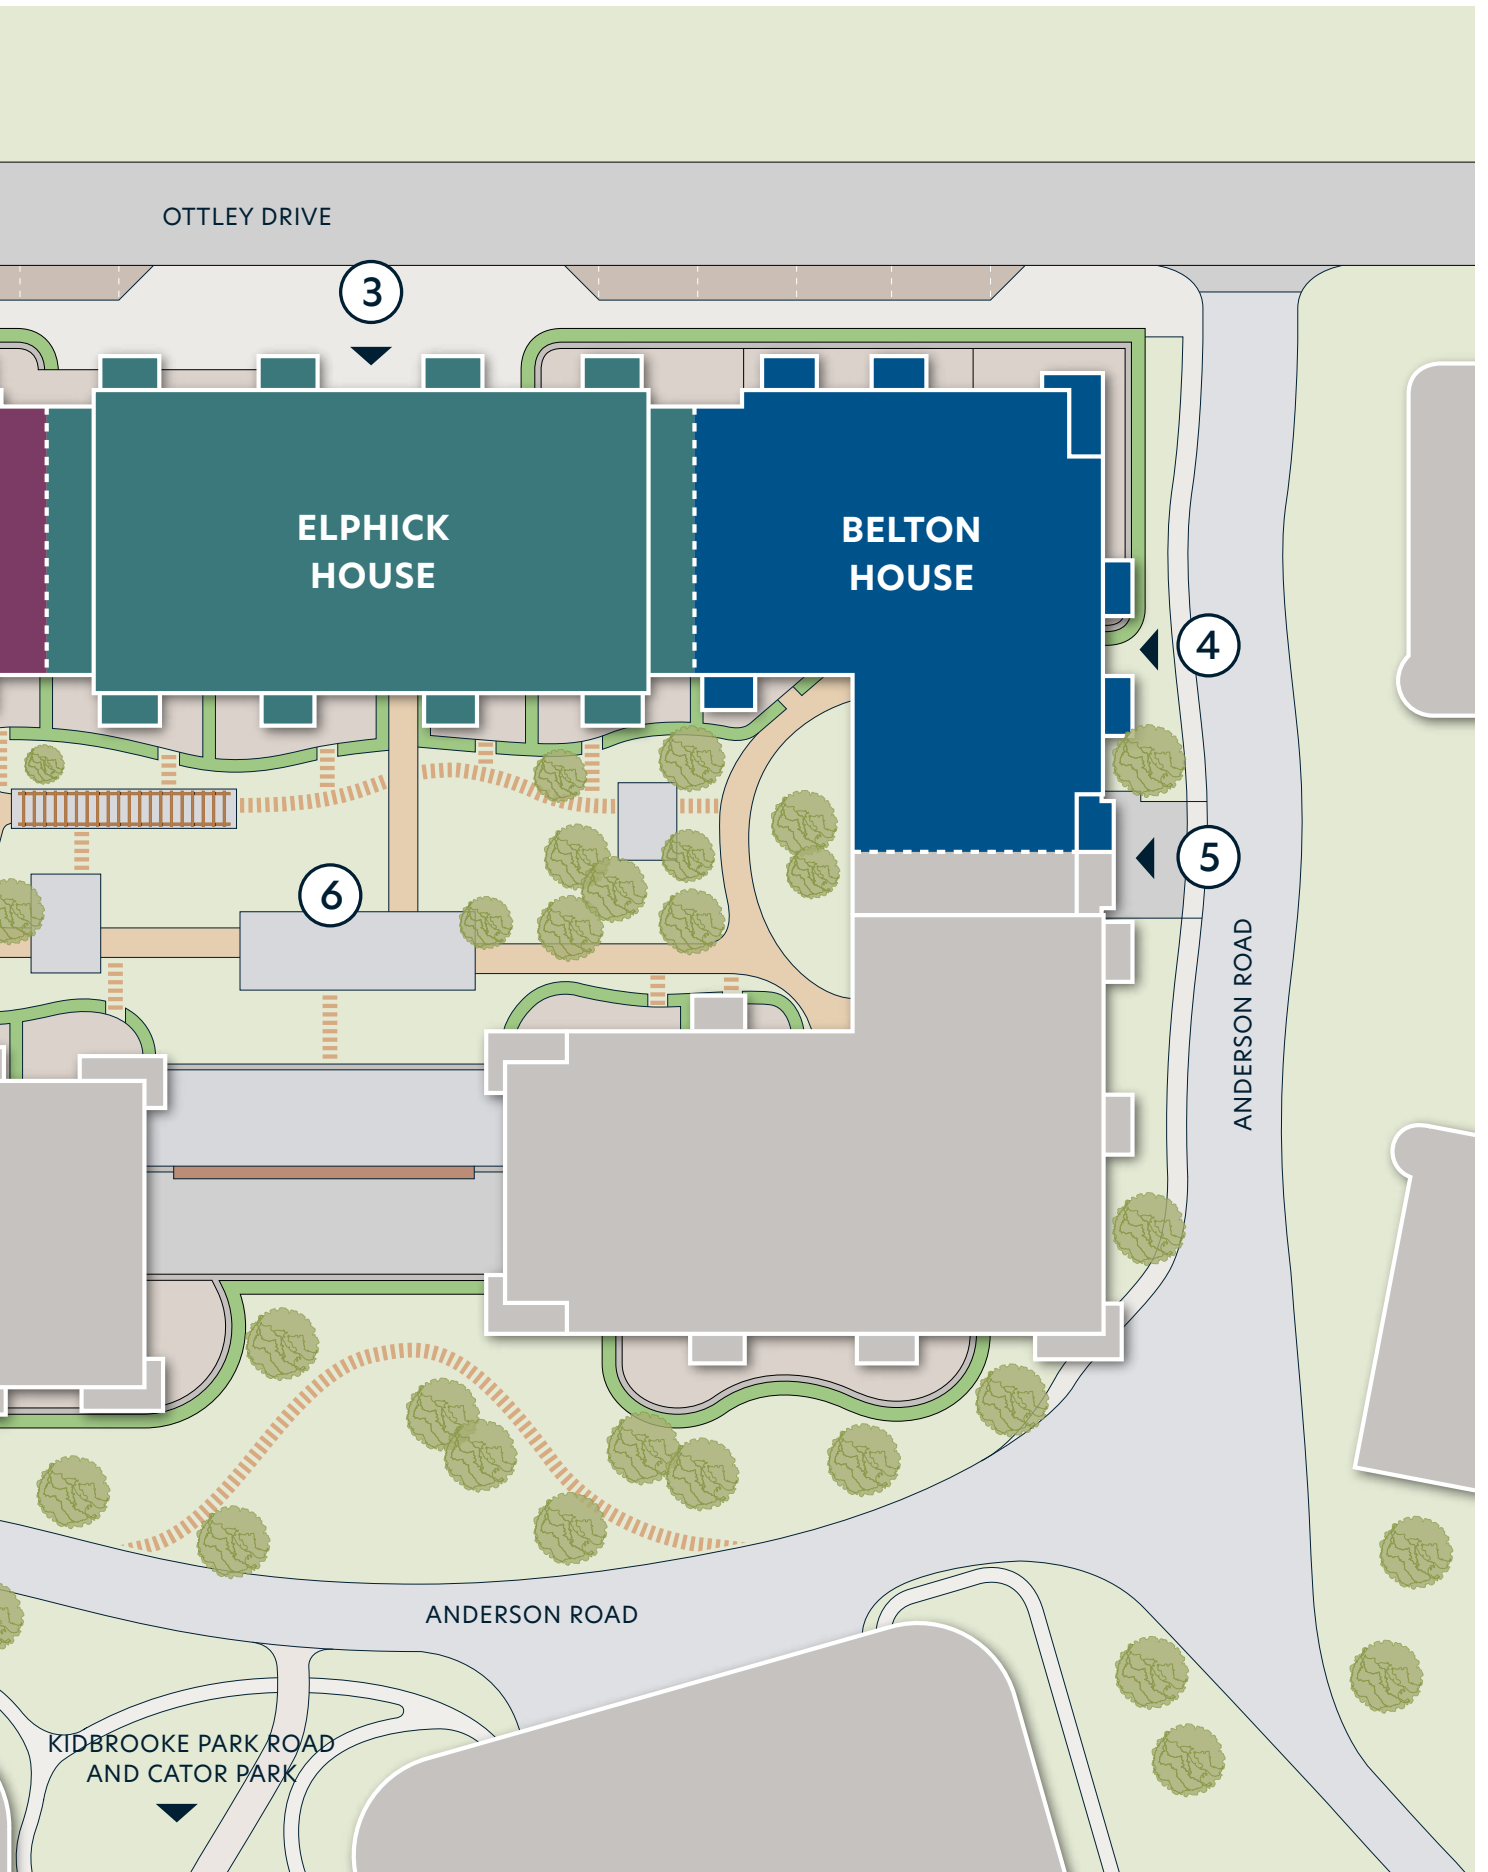 OTTLEY DRIVE
3
ELPHICK
HOUSE
BELTON
HOUSE
4
5
6
ANDERSON ROAD
ANDERSON ROAD
KIDBROOKE PARK ROAD
AND CATOR PARK